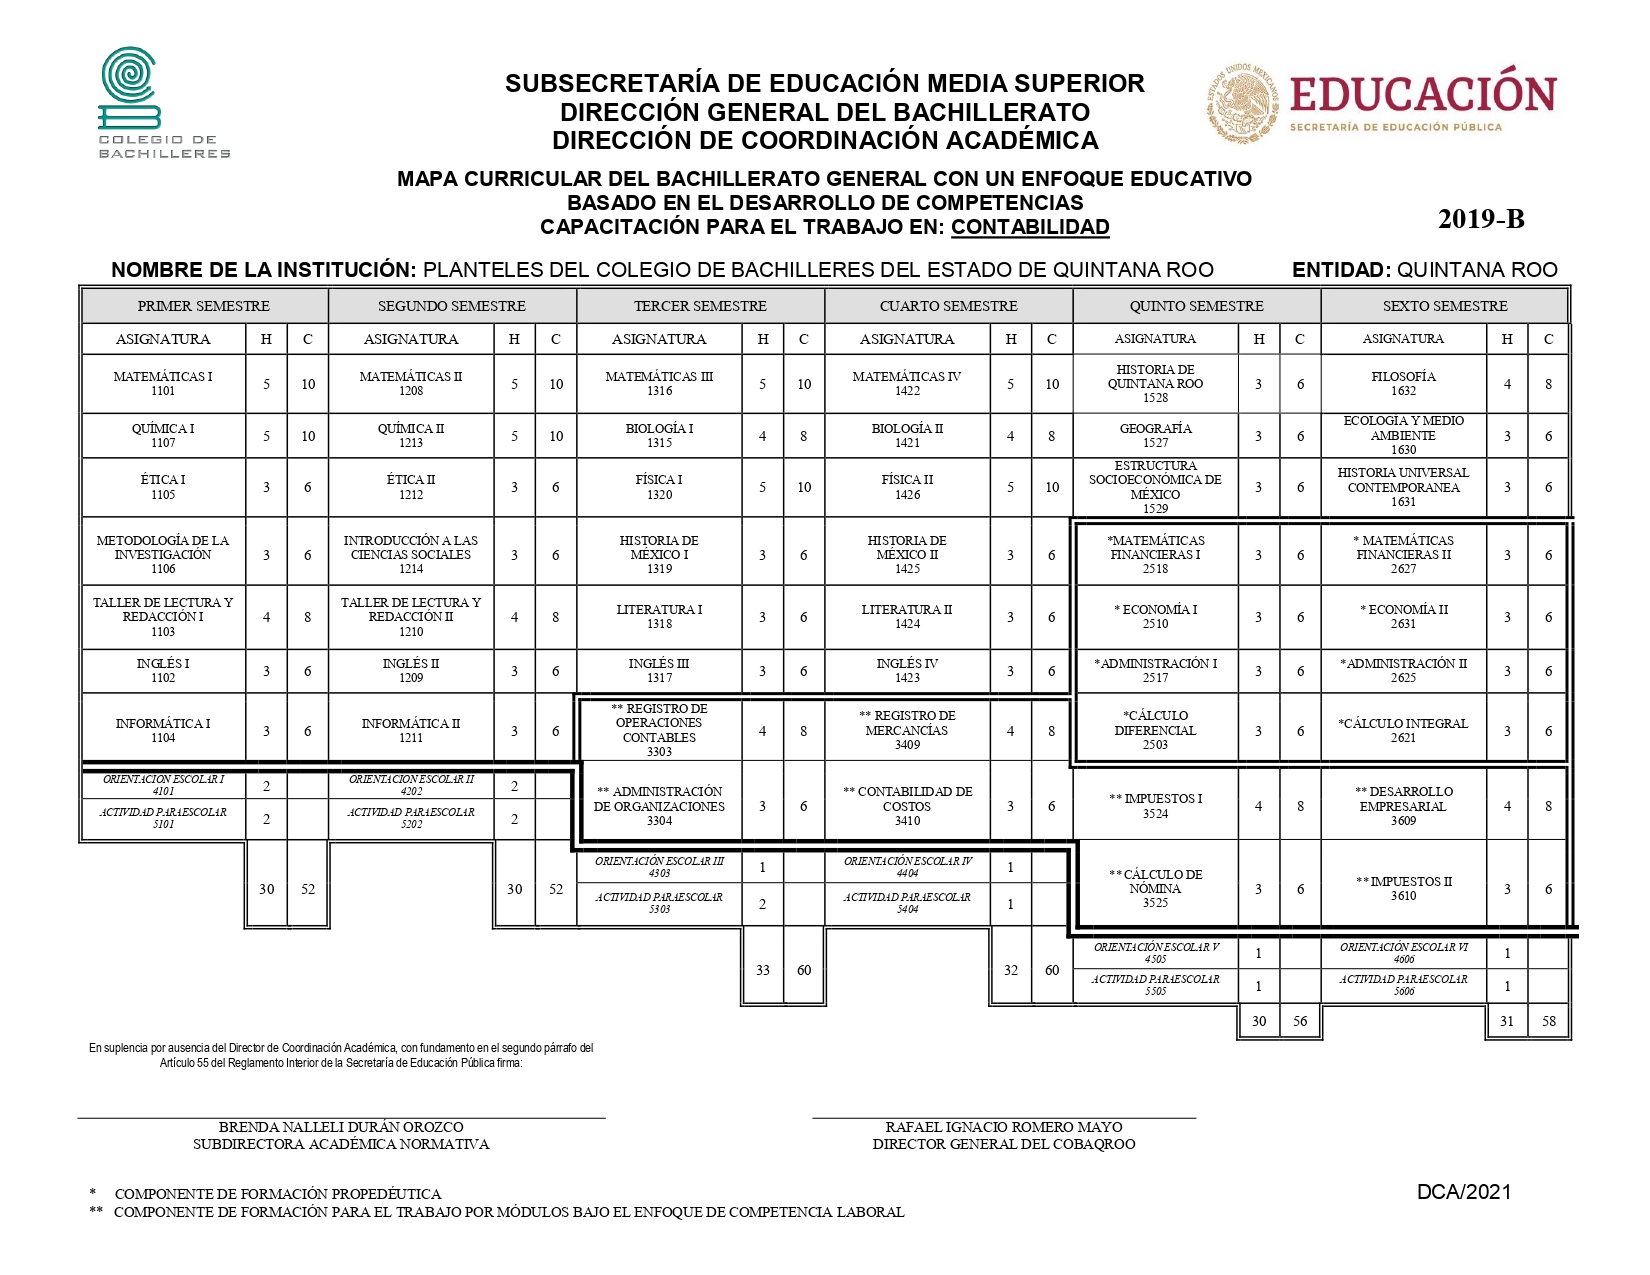 COLEGIO DE
BACHILLERES
SUBSECRETARÍA DE EDUCACIÓN MEDIA SUPERIOR
DIRECCIÓN GENERAL DEL BACHILLERATO
DIRECCIÓN DE COORDINACIÓN ACADÉMICA
ESTADOS UNIDOS MEXICANOS
EDUCACIÓN
SECRETARÍA DE EDUCACIÓN PÚBLICA
MAPA CURRICULAR DEL BACHILLERATO GENERAL CON UN ENFOQUE EDUCATIVO
BASADO EN EL DESARROLLO DE COMPETENCIAS
CAPACITACIÓN PARA EL TRABAJO EN: CONTABILIDAD
2019-B
NOMBRE DE LA INSTITUCIÓN: PLANTELES DEL COLEGIO DE BACHILLERES DEL ESTADO DE QUINTANA ROO ENTIDAD: QUINTANA ROO
PRIMER SEMESTRE SEGUNDO SEMESTRE TERCER SEMESTRE CUARTO SEMESTRE QUINTO SEMESTRE SEXTO SEMESTRE
ASIGNATURA H C ASIGNATURA H C ASIGNATURA H C ASIGNATURA H C ASIGNATURA H C ASIGNATURA H C
MATEMÁTICAS I
1101
5 10
MATEMÁTICAS II
1208
5 10
MATEMÁTICAS III
1316
5 10
MATEMÁTICAS IV
1422
5 10
HISTORIA DE
QUINTANA ROO
1528
3 6
FILOSOFÍA
1632
4 8
QUÍMICA I
1107
5 10
QUÍMICA II
1213
5 10
BIOLOGÍA I
1315
4 8
BIOLOGÍA II
1421
4 8
GEOGRAFÍA
1527
3 6
ECOLOGIA Y MEDIO
AMBIENTE
1630
3 6
ÉTICA I
1105
3 6
ÉTICA II
1212
3 6
FÍSICA I
1320
5 10
FÍSICA II
1426
5 10
ESTRUCTURA
SOCIOECONÓMICA DE
MÉXICO
1529
3 6
HISTORIA UNIVERSAL
CONTEMPORANEA
1631
3 6
METODOLOGÍA DE LA
INVESTIGACIÓN
1106
3 6
INTRODUCCIÓN A LAS
CIENCIAS SOCIALES
1214
3 6
HISTORIA DE
MÉXICO I
1319
3 6
HISTORIA DE
MÉXICO II
1425
3 6
*MATEMÁTICAS
FINANCIERAS I
2518
3 6
* MATEMÁTICAS
FINANCIERAS II
2627
3 6
TALLER DE LECTURA Y
REDACCIÓN I
1103
4 8
TALLER DE LECTURA Y
REDACCIÓN II
1210
4 8
LITERATURA I
1318
3 6
LITERATURA II
1424
3 6
* ECONOMÍA I
2510
3 6
* ECONOMÍA II
2631
3 6
INGLÉS I
1102
3 6
INGLÉS II
1209
3 6
INGLÉS III
1317
3 6
INGLÉS IV
1423
3 6
*ADMINISTRACIÓN I
2517
3 6
*ADMINISTRACIÓN II
2625
3 6
INFORMÁTICA I
1104
3 6
INFORMÁTICA II
1211
3 6
** REGISTRO DE
OPERACIONES
CONTABLES
3303
4 8
** REGISTRO DE
MERCANCÍAS
3409
4 8
*CÁLCULO
DIFERENCIAL
2503
3 6
*CÁLCULO INTEGRAL
2621
3 6
ORIENTACIÓN ESCOLAR I
4101
2
ORIENTACIÓN ESCOLAR II
4202
2
** ADMINISTRACIÓN
DE ORGANIZACIONES
3304
3 6
** CONTABILIDAD DE
COSTOS
3410
3 6
** IMPUESTOS I
3524
4 8
** DESARROLLO
EMPRESARIAL
3609
4 8
ACTIVIDAD PARAESCOLAR
5101
2
ACTIVIDAD PARAESCOLAR
5202
2
30 52
30 52
ORIENTACIÓN ESCOLAR III
4303
1
ORIENTACIÓN ESCOLAR IV
4404
1
** CÁLCULO DE
NÓMINA
3525
3 6
** IMPUESTOS II
3610
3 6
ACTIVIDAD PARAESCOLAR
5303
2
ACTIVIDAD PARAESCOLAR
5404
1
33 60
32 60
ORIENTACIÓN ESCOLAR V
4505
1
ORIENTACIÓN ESCOLAR VI
4606
1
ACTIVIDAD PARAESCOLAR
5505
1
ACTIVIDAD PARAESCOLAR
5606
1
30 56
31 58
En suplencia por ausencia del Director de Coordinación Académica, con fundamento en el segundo párrafo del
Artículo 55 del Reglamento Interior de la Secretaría de Educación Pública firma:
BRENDA NALLELI DURÁN OROZCO
SUBDIRECTORA ACADÉMICA NORMATIVA
RAFAEL IGNACIO ROMERO MAYO
DIRECTOR GENERAL DEL COBAQROO
* COMPONENTE DE FORMACIÓN PROPEDÉUTICA
** COMPONENTE DE FORMACIÓN PARA EL TRABAJO POR MÓDULOS BAJO EL ENFOQUE DE COMPETENCIA LABORAL
DCA/2021